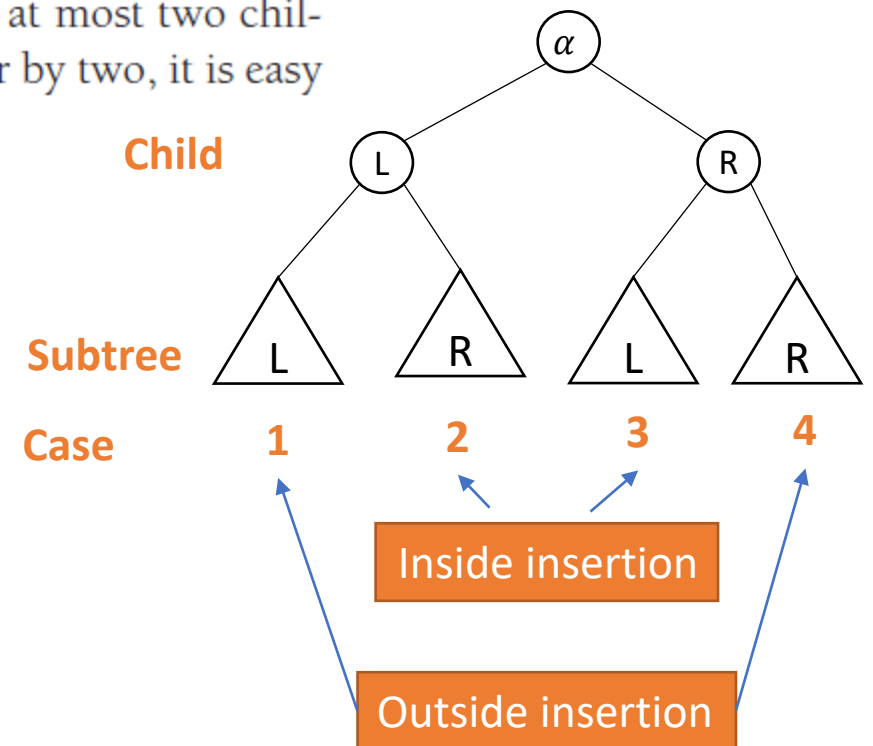 at most two chil-
r by two, it is easy
α
Child L R
Subtree L R L R
Case 1 2 3 4
Inside insertion
Outside insertion